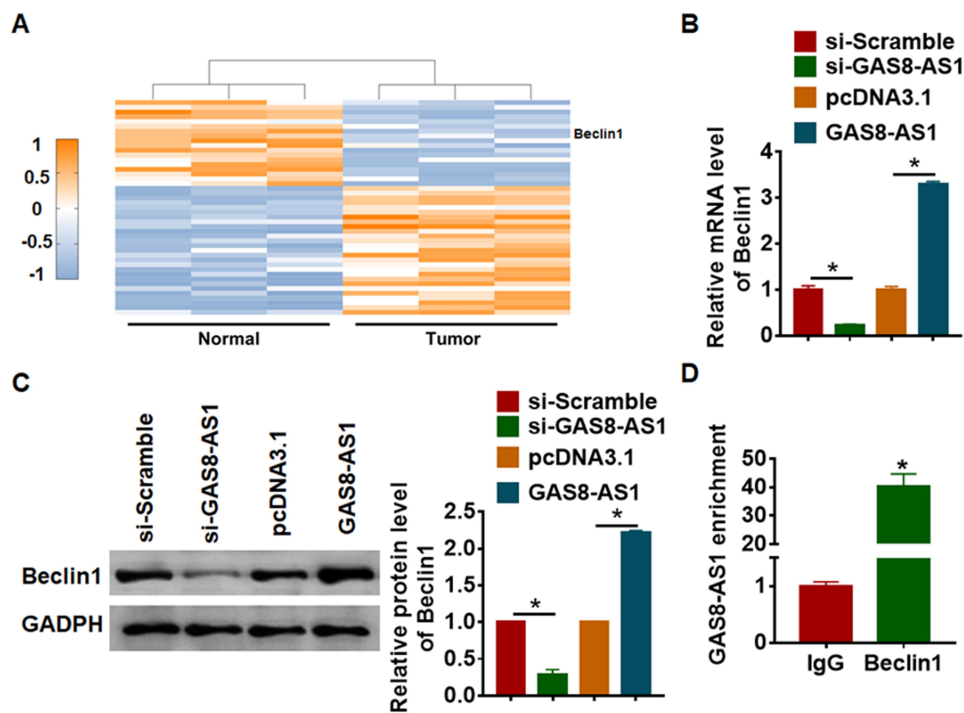 A
1
0.5
0
-0.5
-1
Beclin1
Normal
Tumor
B
si-Scramble
si-GAS8-AS1
pcDNA3.1
GAS8-AS1
Relative mRNA level
of Beclin1
4
3
2
1
0
*
*
C
si-Scramble
si-GAS8-AS1
pcDNA3.1
GAS8-AS1
Beclin1
GADPH
si-Scramble
si-GAS8-AS1
pcDNA3.1
GAS8-AS1
Relative protein level
of Beclin1
2.5
2.0
1.0
0.5
0.0
*
*
D
GAS8-AS1 enrichment
50
40
30
20
1
0
*
IgG
Beclin1